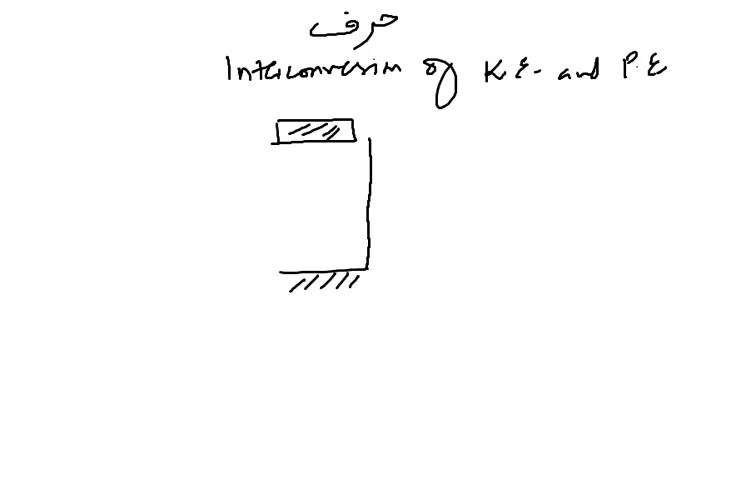 حرف
Interconversion of K.E. and P.E